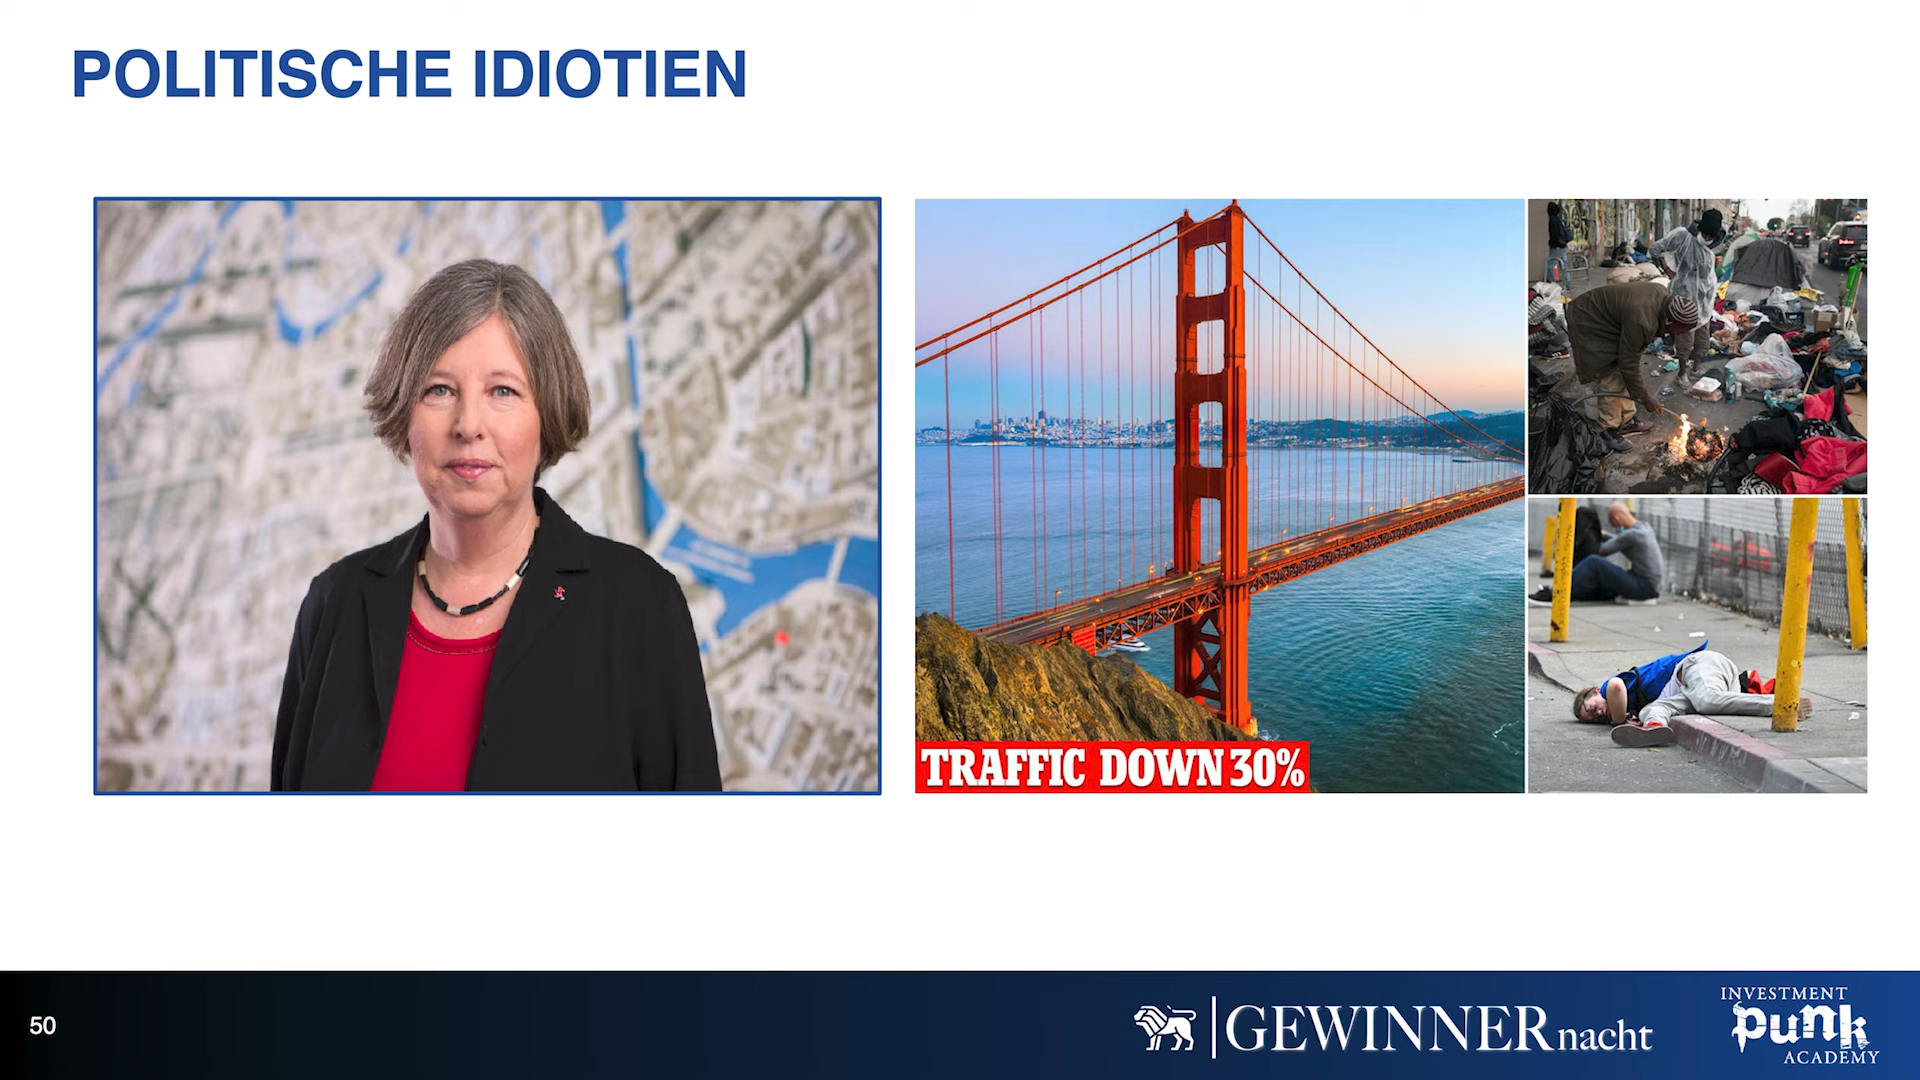 POLITISCHE IDIOTIEN
TRAFFIC DOWN 30%
50
GEWINNERnacht
INVESTMENT
punk
ACADEMY